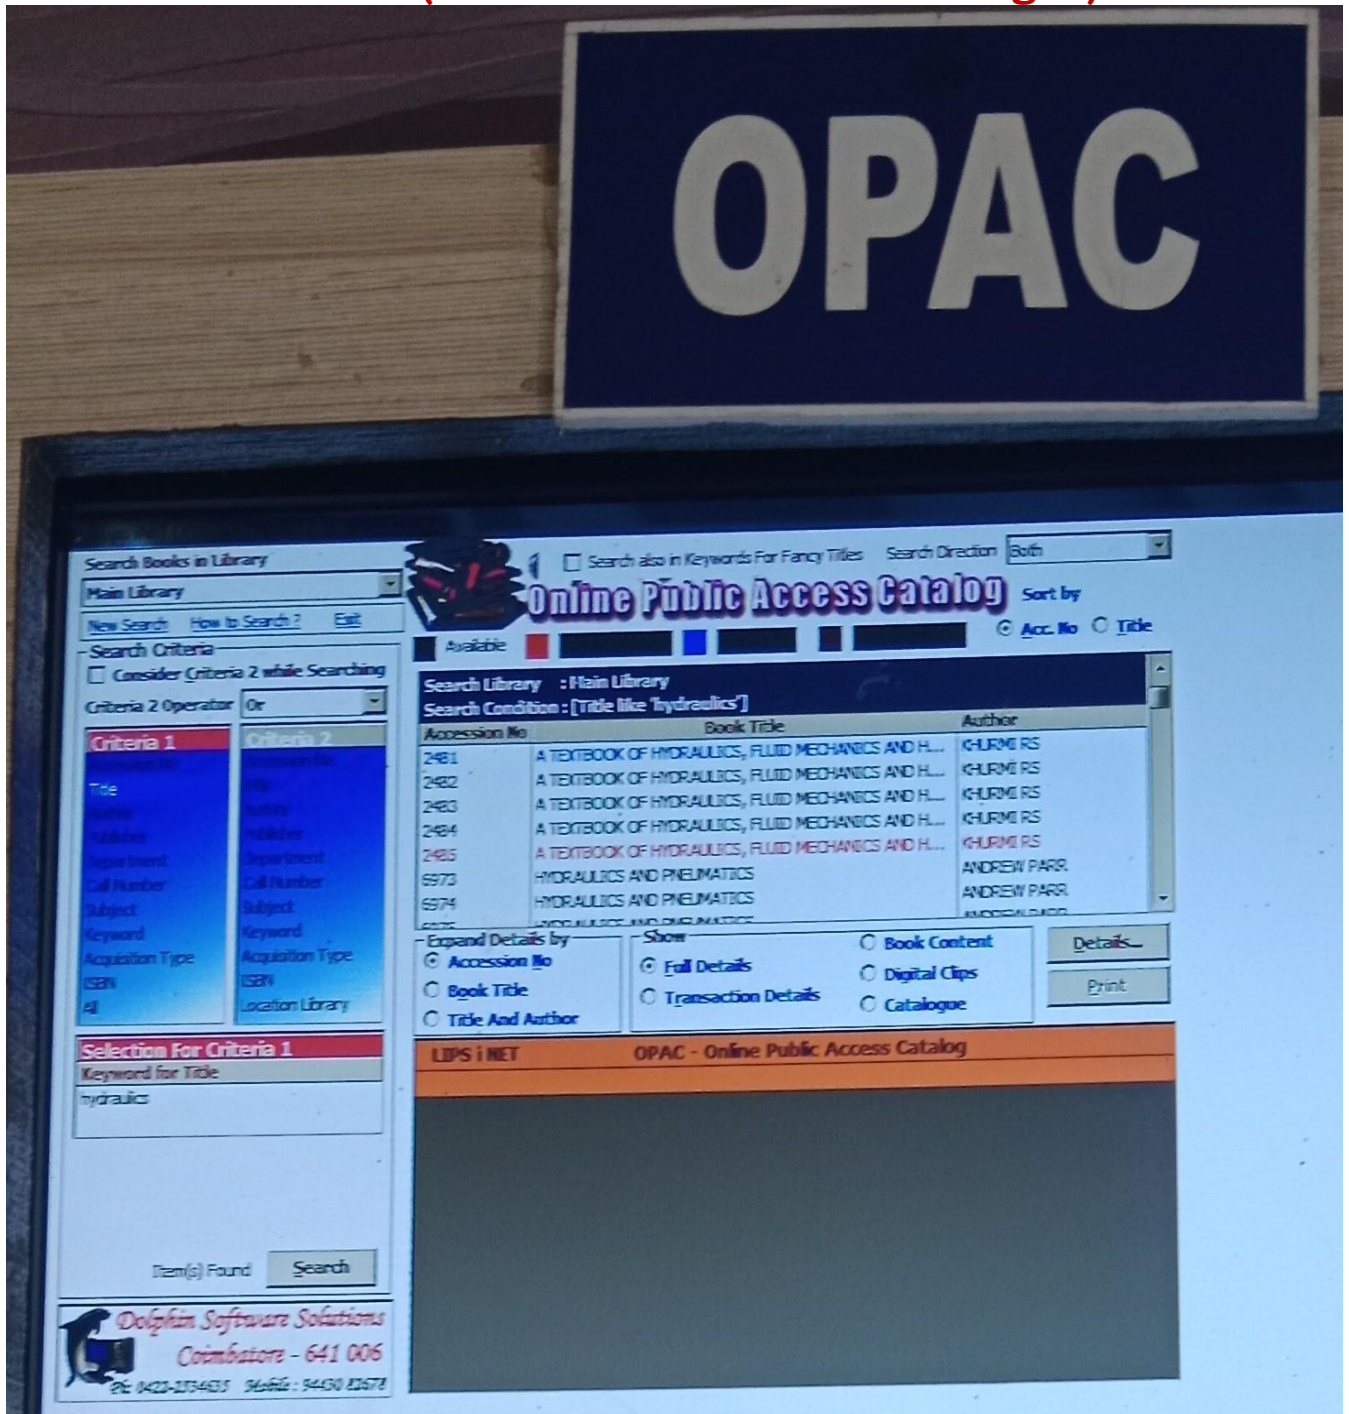 OPAC
Search Books in Library
Main Library
New Search How to Search ? Exit
Search Criteria
Consider Criteria 2 while Searching
Criteria 2 Operator Or
Criteria 1 Criteria 2
Title
Author Author
Publisher Publisher
Department Department
Call Number Call Number
Subject Subject
Keyword Keyword
Acquisition Type Acquisition Type
ISBN ISBN
All Location Library
Selection For Criteria 1
Keyword for Title
hydraulics
Item(s) Found Search
Dolphin Software Solutions
Coimbatore - 641 006
Search also in Keywords For Fancy Titles Search Direction Both
Online Public Access Catalog Sort by
Available Acc. No Title
Search Library : Main Library
Search Condition : [Title like 'hydraulics']
Accession No Book Title Author
2481 A TEXTBOOK OF HYDRAULICS, FLUID MECHANICS AND H... KHURMI RS
2482 A TEXTBOOK OF HYDRAULICS, FLUID MECHANICS AND H... KHURMI RS
2483 A TEXTBOOK OF HYDRAULICS, FLUID MECHANICS AND H... KHURMI RS
2484 A TEXTBOOK OF HYDRAULICS, FLUID MECHANICS AND H... KHURMI RS
2485 A TEXTBOOK OF HYDRAULICS, FLUID MECHANICS AND H... KHURMI RS
6973 HYDRAULICS AND PNEUMATICS ANDREW PARR
6974 HYDRAULICS AND PNEUMATICS ANDREW PARR
HYDRAULICS AND PNEUMATICS ANDREW PARR
Expand Details by
Accession No
Book Title
Title And Author
Show
Full Details
Transaction Details
Book Content
Digital Clips
Catalogue
Details...
Print
LIPS i NET OPAC - Online Public Access Catalog